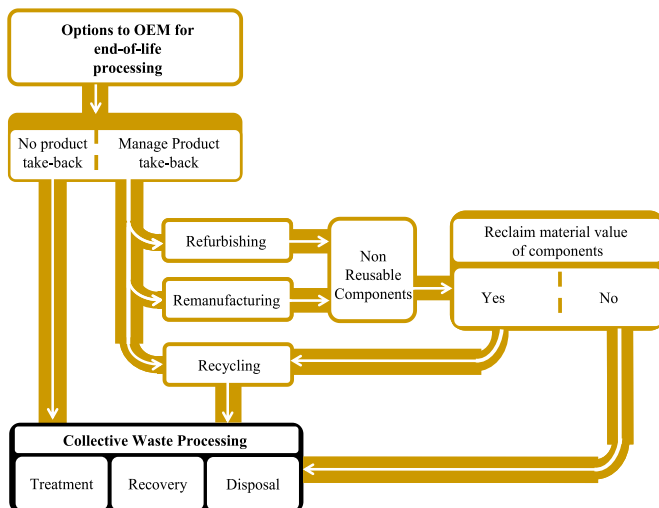 Options to OEM for
end-of-life
processing
No product
take-back
Manage Product
take-back
Refurbishing
Remanufacturing
Recycling
Non
Reusable
Components
Reclaim material value
of components
Yes
No
Collective Waste Processing
Treatment
Recovery
Disposal